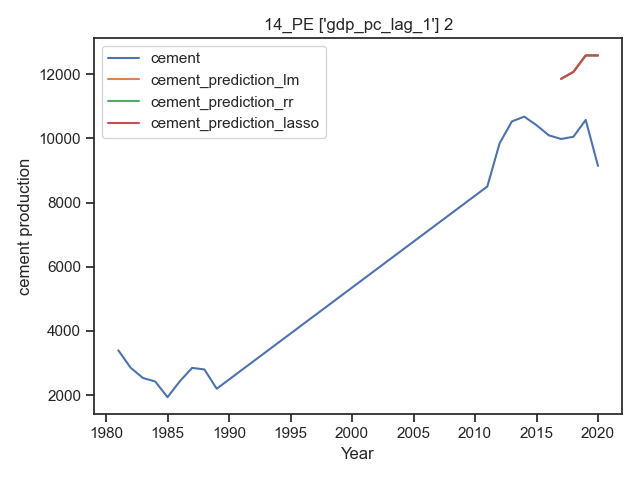 14_PE ['gdp_pc_lag_1'] 2
cement
cement_prediction_lm
cement_prediction_rr
cement_prediction_lasso
cement production
12000
10000
8000
6000
4000
2000
1980 1985 1990 1995 2000 2005 2010 2015 2020
Year